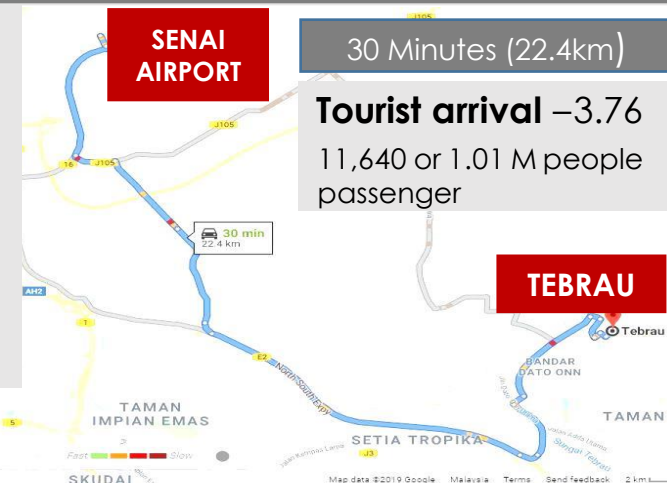 SENAI
AIRPORT
30 Minutes (22.4km)
Tourist arrival –3.76
11,640 or 1.01 M people
passenger
J105
J105
16
J105
30 min
22.4 km
TEBRAU
AH2
1
Tebrau
E2
North South Expy
BANDAR
DATO ONN
TAMAN
IMPIAN EMAS
5
TAMAN
SETIA TROPIKA
Sungai Tebrau
Fast
Slow
J3
SKUDAI
Map data ©2019 Google Malaysia Terms Send feedback 2 km